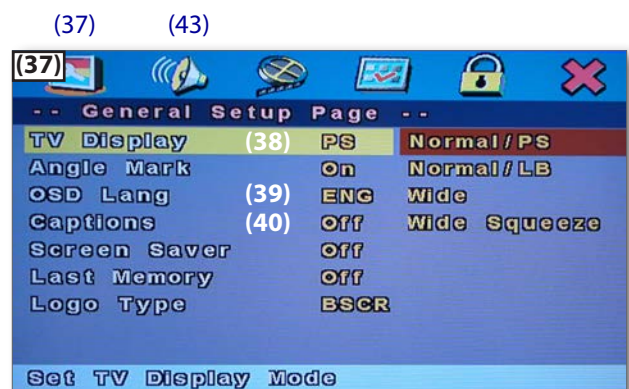 (37) (43)
(37)
-- General Setup Page --
TV Display (38) PS Normal/PS
Angle Mark On Normal/LB
OSD Lang (39) ENG Wide
Captions (40) Off Wide Squeeze
Screen Saver Off
Last Memory Off
Logo Type BSCR
Set TV Display Mode